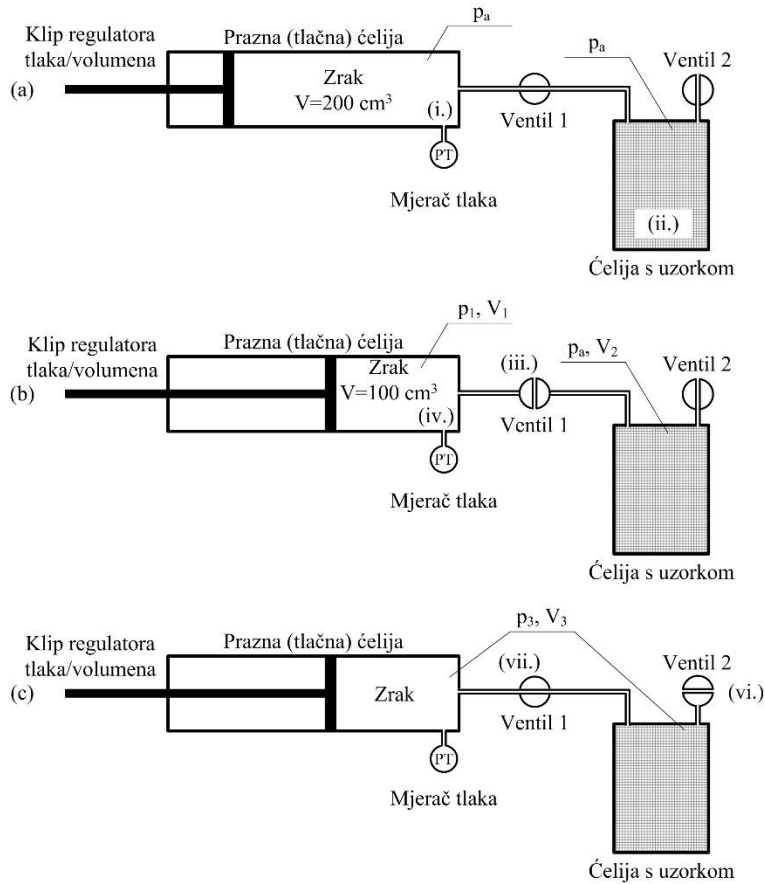 Klip regulatora
tlaka/volumena
Prazna (tlačna) ćelija
pa
(a)
Zrak
V=200 cm³
(i.)
PT
Mjerač tlaka
Ventil 1
pa
Ventil 2
(ii.)
Ćelija s uzorkom
Klip regulatora
tlaka/volumena
Prazna (tlačna) ćelija
p₁, V₁
(b)
Zrak
V=100 cm³
(iv.)
PT
Mjerač tlaka
(iii.)
Ventil 1
pa, V₂
Ventil 2
Ćelija s uzorkom
Klip regulatora
tlaka/volumena
Prazna (tlačna) ćelija
p₃, V₃
(c)
Zrak
PT
Mjerač tlaka
(vii.)
Ventil 1
Ventil 2
(vi.)
Ćelija s uzorkom